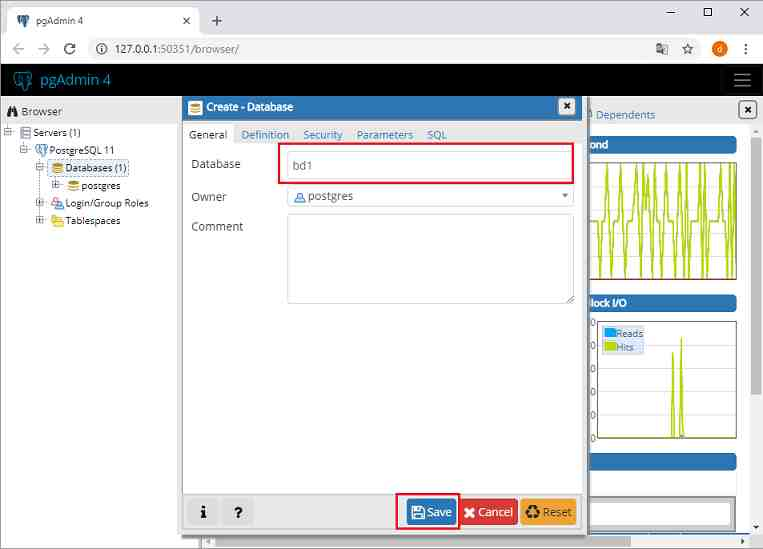 pgAdmin 4
127.0.0.1:50351/browser/
d
pgAdmin 4
Browser
Servers (1)
PostgreSQL 11
Databases (1)
postgres
Login/Group Roles
Tablespaces
Create - Database
General Definition Security Parameters SQL
Database bd1
Owner postgres
Comment
i ? Save Cancel Reset
Dependents
ond
lock I/O
Reads
Hits